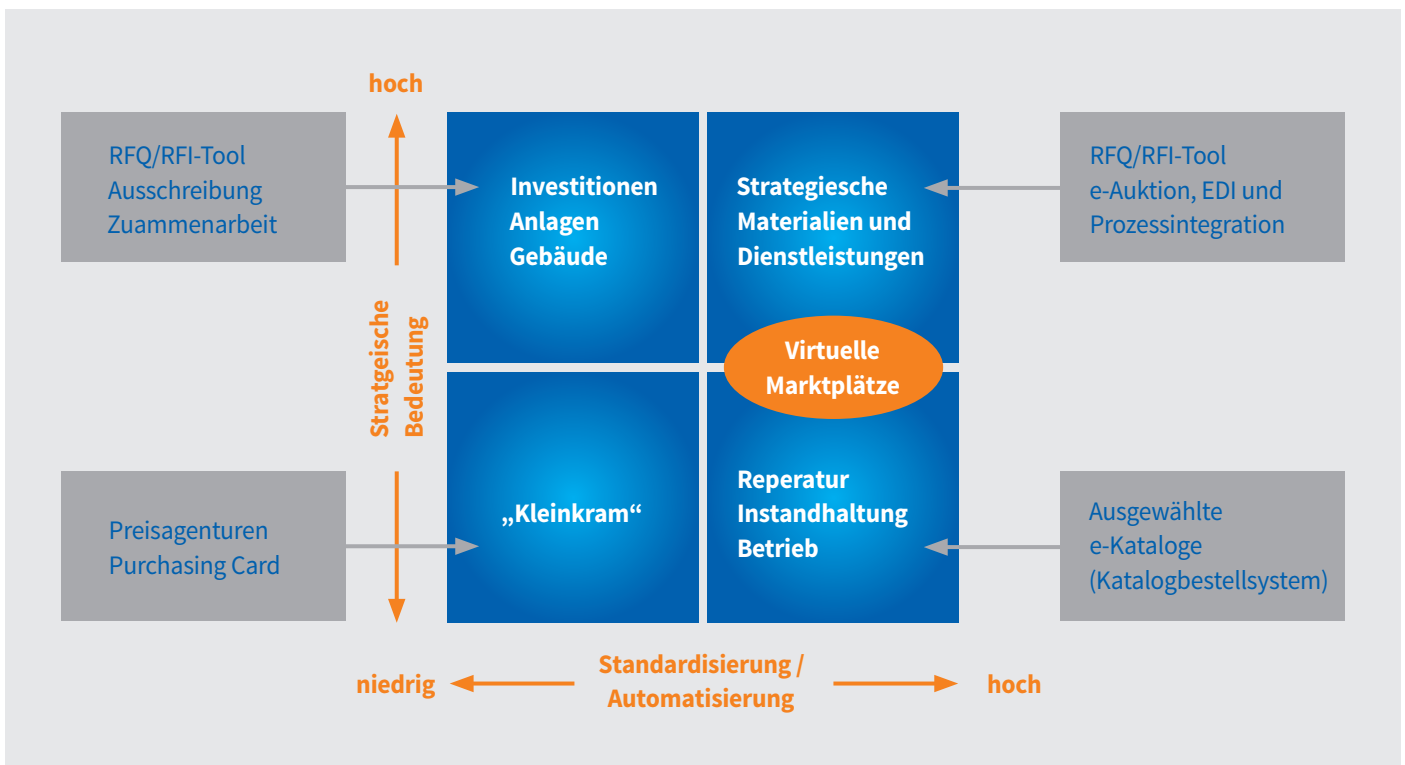 hoch
RFQ/RFI-Tool
Ausschreibung
Zuammenarbeit
Investitionen
Anlagen
Gebäude
Strategiesche
Materialien und
Dienstleistungen
RFQ/RFI-Tool
e-Auktion, EDI und
Prozessintegration
Stratgeische
Bedeutung
Virtuelle
Marktplätze
Preisagenturen
Purchasing Card
„Kleinkram“
Reperatur
Instandhaltung
Betrieb
Ausgewählte
e-Kataloge
(Katalogbestellsystem)
niedrig
Standardisierung /
Automatisierung
hoch